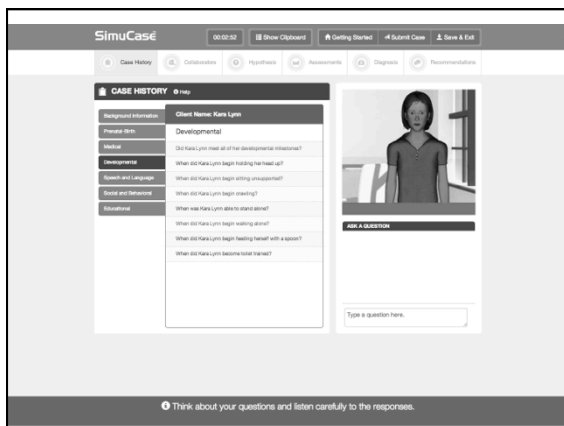 SimuCase
00:02:52
Show Clipboard
Getting Started
Submit Case
Save & Exit
Case History
Collaborators
Hypothesis
Assessments
Diagnosis
Recommendations
CASE HISTORY Help
Background Information
Prenatal-Birth
Medical
Developmental
Speech and Language
Social and Behavioral
Educational
Client Name: Kara Lynn
Developmental
Did Kara Lynn meet all of her developmental milestones?
When did Kara Lynn begin holding her head up?
When did Kara Lynn begin sitting unsupported?
When did Kara Lynn begin crawling?
When was Kara Lynn able to stand alone?
When did Kara Lynn begin walking alone?
When did Kara Lynn begin feeding herself with a spoon?
When did Kara Lynn become toilet trained?
ASK A QUESTION
Type a question here.
Think about your questions and listen carefully to the responses.